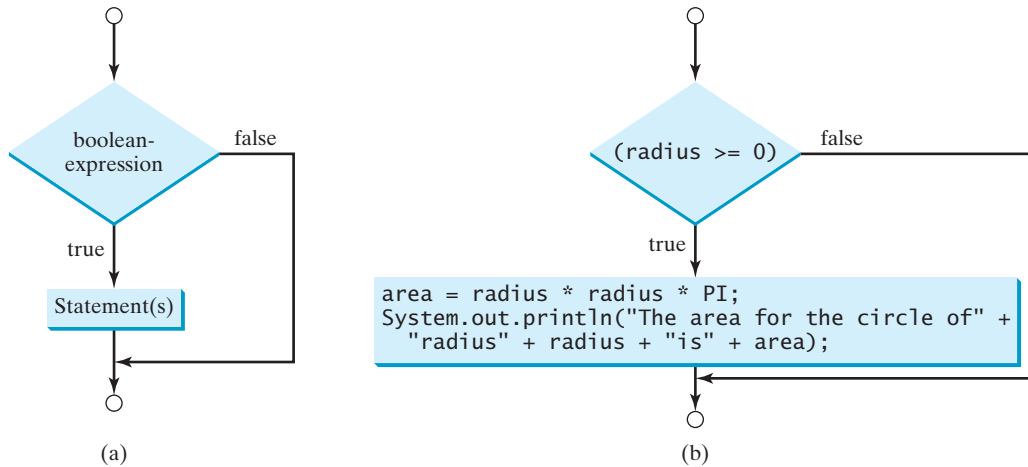 boolean-
expression
false
true
Statement(s)
(a)
(radius >= 0)
false
true
area = radius * radius * PI;
System.out.println("The area for the circle of" +
"radius" + radius + "is" + area);
(b)